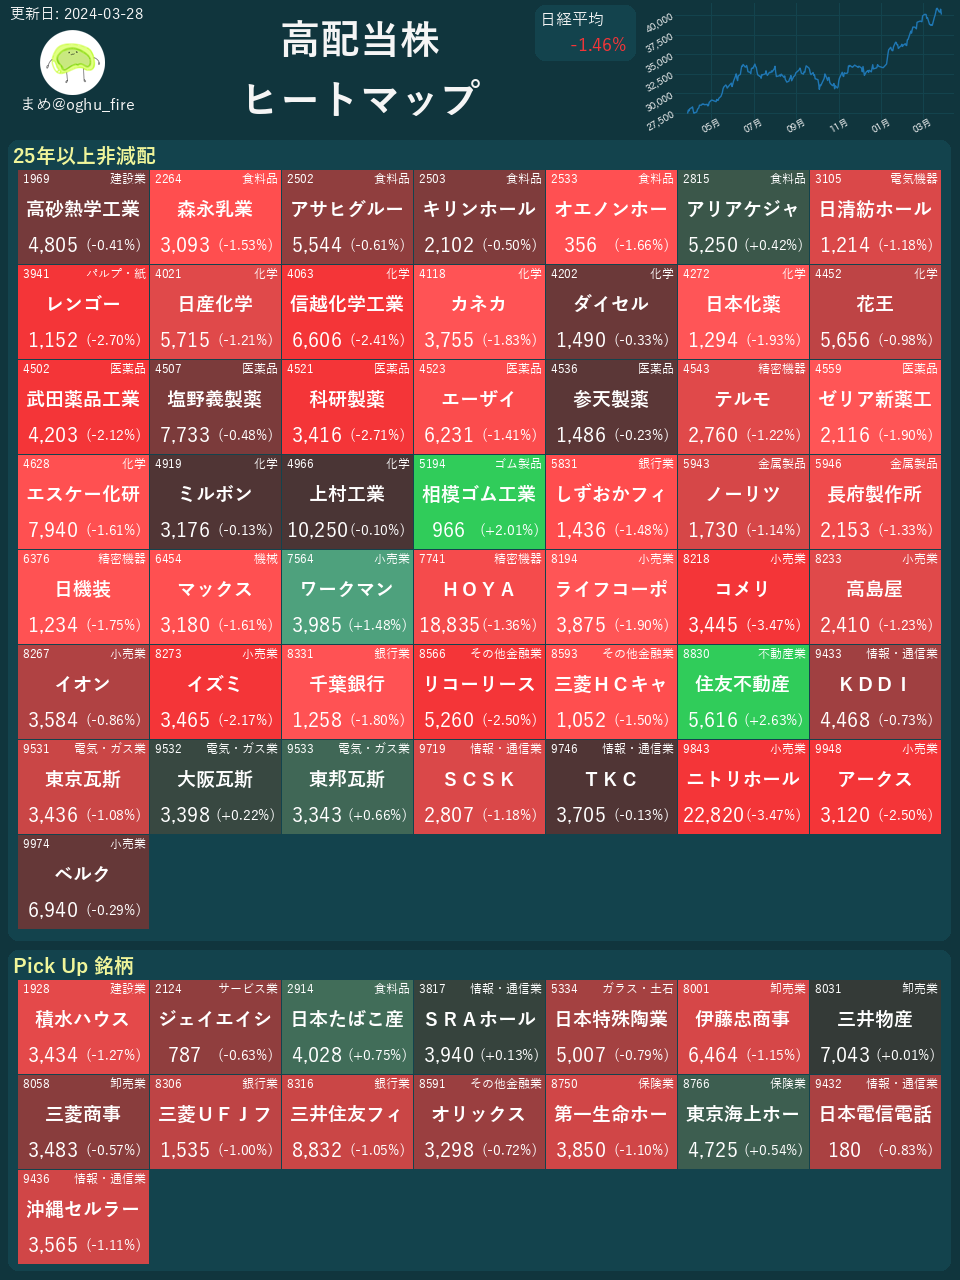 更新日: 2024-03-28
まめ@oghu_fire
高配当株
ヒートマップ
日経平均
-1.46%
40,000
37,500
35,000
32,500
30,000
27,500
05月 07月 09月 11月 01月 03月
25年以上非減配
1969 建設業
高砂熱学工業
4,805 (-0.41%)
2264 食料品
森永乳業
3,093 (-1.53%)
2502 食料品
アサヒグルー
5,544 (-0.61%)
2503 食料品
キリンホール
2,102 (-0.50%)
2533 食料品
オエノンホー
356 (-1.66%)
2815 食料品
アリアケジャ
5,250 (+0.42%)
3105 電気機器
日清紡ホール
1,214 (-1.18%)
3941 パルプ・紙
レンゴー
1,152 (-2.70%)
4021 化学
日産化学
5,715 (-1.21%)
4063 化学
信越化学工業
6,606 (-2.41%)
4118 化学
カネカ
3,755 (-1.83%)
4202 化学
ダイセル
1,490 (-0.33%)
4272 化学
日本化薬
1,294 (-1.93%)
4452 化学
花王
5,656 (-0.98%)
4502 医薬品
武田薬品工業
4,203 (-2.12%)
4507 医薬品
塩野義製薬
7,733 (-0.48%)
4521 医薬品
科研製薬
3,416 (-2.71%)
4523 医薬品
エーザイ
6,231 (-1.41%)
4536 医薬品
参天製薬
1,486 (-0.23%)
4543 精密機器
テルモ
2,760 (-1.22%)
4559 医薬品
ゼリア新薬工
2,116 (-1.90%)
4628 化学
エスケー化研
7,940 (-1.61%)
4919 化学
ミルボン
3,176 (-0.13%)
4966 化学
上村工業
10,250 (-0.10%)
5194 ゴム製品
相模ゴム工業
966 (+2.01%)
5831 銀行業
しずおかフィ
1,436 (-1.48%)
5943 金属製品
ノーリツ
1,730 (-1.14%)
5946 金属製品
長府製作所
2,153 (-1.33%)
6376 精密機器
日機装
1,234 (-1.75%)
6454 機械
マックス
3,180 (-1.61%)
7564 小売業
ワークマン
3,985 (+1.48%)
7741 精密機器
ＨＯＹＡ
18,835 (-1.36%)
8194 小売業
ライフコーポ
3,875 (-1.90%)
8218 小売業
コメリ
3,445 (-3.47%)
8233 小売業
高島屋
2,410 (-1.23%)
8267 小売業
イオン
3,584 (-0.86%)
8273 小売業
イズミ
3,465 (-2.17%)
8331 銀行業
千葉銀行
1,258 (-1.80%)
8566 その他金融業
リコーリース
5,260 (-2.50%)
8593 その他金融業
三菱ＨＣキャ
1,052 (-1.50%)
8830 不動産業
住友不動産
5,616 (+2.63%)
9433 情報・通信業
ＫＤＤＩ
4,468 (-0.73%)
9531 電気・ガス業
東京瓦斯
3,436 (-1.08%)
9532 電気・ガス業
大阪瓦斯
3,398 (+0.22%)
9533 電気・ガス業
東邦瓦斯
3,343 (+0.66%)
9719 情報・通信業
ＳＣＳＫ
2,807 (-1.18%)
9746 情報・通信業
ＴＫＣ
3,705 (-0.13%)
9843 小売業
ニトリホール
22,820 (-3.47%)
9948 小売業
アークス
3,120 (-2.50%)
9974 小売業
ベルク
6,940 (-0.29%)
Pick Up 銘柄
1928 建設業
積水ハウス
3,434 (-1.27%)
2124 サービス業
ジェイエイシ
787 (-0.63%)
2914 食料品
日本たばこ産
4,028 (+0.75%)
3817 情報・通信業
ＳＲＡホール
3,940 (+0.13%)
5334 ガラス・土石
日本特殊陶業
5,007 (-0.79%)
8001 卸売業
伊藤忠商事
6,464 (-1.15%)
8031 卸売業
三井物産
7,043 (+0.01%)
8058 卸売業
三菱商事
3,483 (-0.57%)
8306 銀行業
三菱ＵＦＪフ
1,535 (-1.00%)
8316 銀行業
三井住友フィ
8,832 (-1.05%)
8591 その他金融業
オリックス
3,298 (-0.72%)
8750 保険業
第一生命ホー
3,850 (-1.10%)
8766 保険業
東京海上ホー
4,725 (+0.54%)
9432 情報・通信業
日本電信電話
180 (-0.83%)
9436 情報・通信業
沖縄セルラー
3,565 (-1.11%)